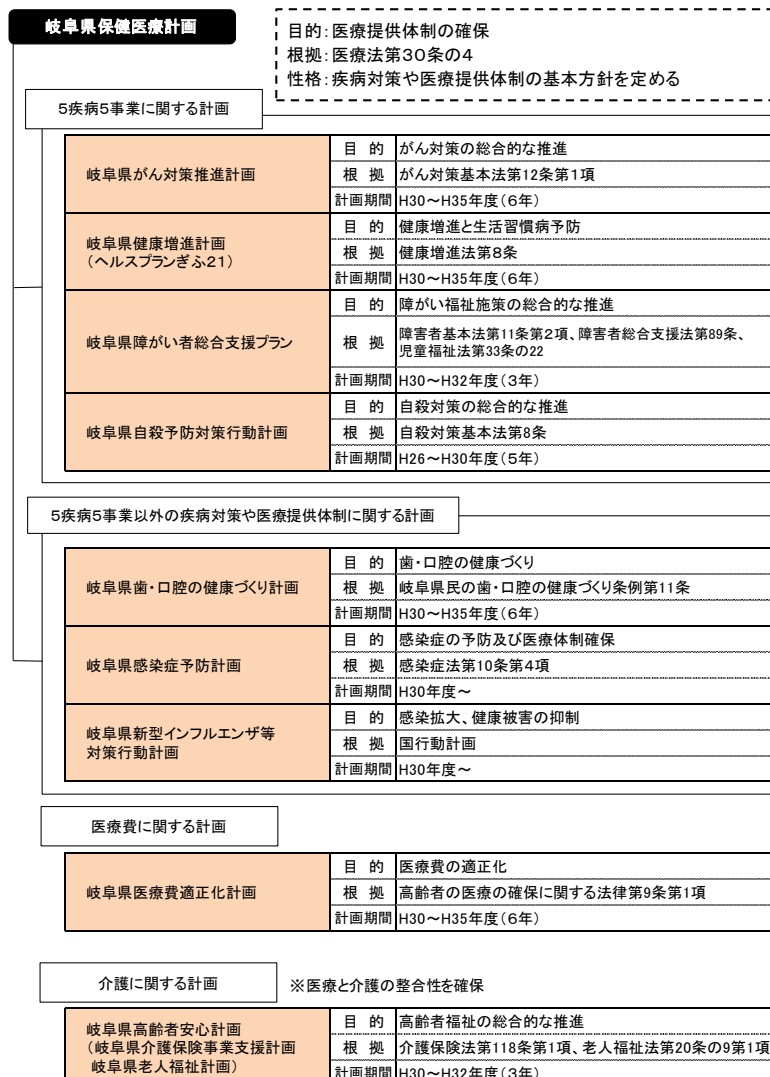 岐阜県保健医療計画
目的:医療提供体制の確保
根拠:医療法第30条の4
性格:疾病対策や医療提供体制の基本方針を定める
5疾病5事業に関する計画
岐阜県がん対策推進計画
目 的 がん対策の総合的な推進
根 拠 がん対策基本法第12条第1項
計画期間 H30～H35年度(6年)
岐阜県健康増進計画
(ヘルスプランぎふ21)
目 的 健康増進と生活習慣病予防
根 拠 健康増進法第8条
計画期間 H30～H35年度(6年)
岐阜県障がい者総合支援プラン
目 的 障がい福祉施策の総合的な推進
根 拠 障害者基本法第11条第2項、障害者総合支援法第89条、
児童福祉法第33条の22
計画期間 H30～H32年度(3年)
岐阜県自殺予防対策行動計画
目 的 自殺対策の総合的な推進
根 拠 自殺対策基本法第8条
計画期間 H26～H30年度(5年)
5疾病5事業以外の疾病対策や医療提供体制に関する計画
岐阜県歯・口腔の健康づくり計画
目 的 歯・口腔の健康づくり
根 拠 岐阜県民の歯・口腔の健康づくり条例第11条
計画期間 H30～H35年度(6年)
岐阜県感染症予防計画
目 的 感染症の予防及び医療体制確保
根 拠 感染症法第10条第4項
計画期間 H30年度～
岐阜県新型インフルエンザ等
対策行動計画
目 的 感染拡大、健康被害の抑制
根 拠 国行動計画
計画期間 H30年度～
医療費に関する計画
岐阜県医療費適正化計画
目 的 医療費の適正化
根 拠 高齢者の医療の確保に関する法律第9条第1項
計画期間 H30～H35年度(6年)
介護に関する計画
※医療と介護の整合性を確保
岐阜県高齢者安心計画
(岐阜県介護保険事業支援計画
岐阜県老人福祉計画)
目 的 高齢者福祉の総合的な推進
根 拠 介護保険法第118条第1項、老人福祉法第20条の9第1項
計画期間 H30～H32年度(3年)